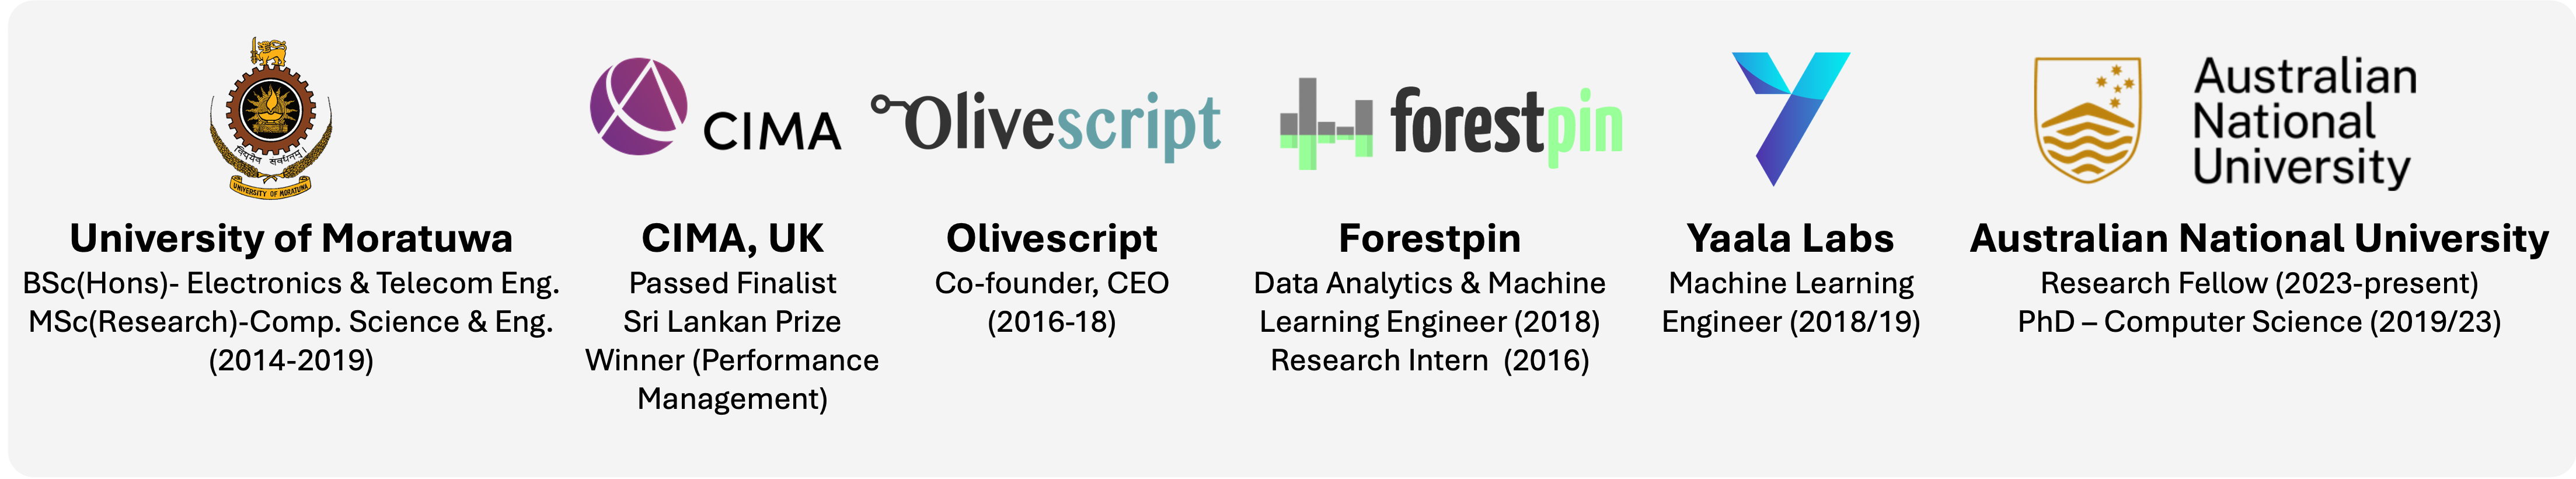 विद्यैव सर्वधनम्।
UNIVERSITY OF MORATUWA
University of Moratuwa
BSc(Hons)- Electronics & Telecom Eng.
MSc(Research)-Comp. Science & Eng.
(2014-2019)
CIMA
CIMA, UK
Passed Finalist
Sri Lankan Prize
Winner (Performance
Management)
Olivescript
Olivescript
Co-founder, CEO
(2016-18)
forestpin
Forestpin
Data Analytics & Machine
Learning Engineer (2018)
Research Intern (2016)
Yaala Labs
Machine Learning
Engineer (2018/19)
Australian
National
University
Australian National University
Research Fellow (2023-present)
PhD – Computer Science (2019/23)